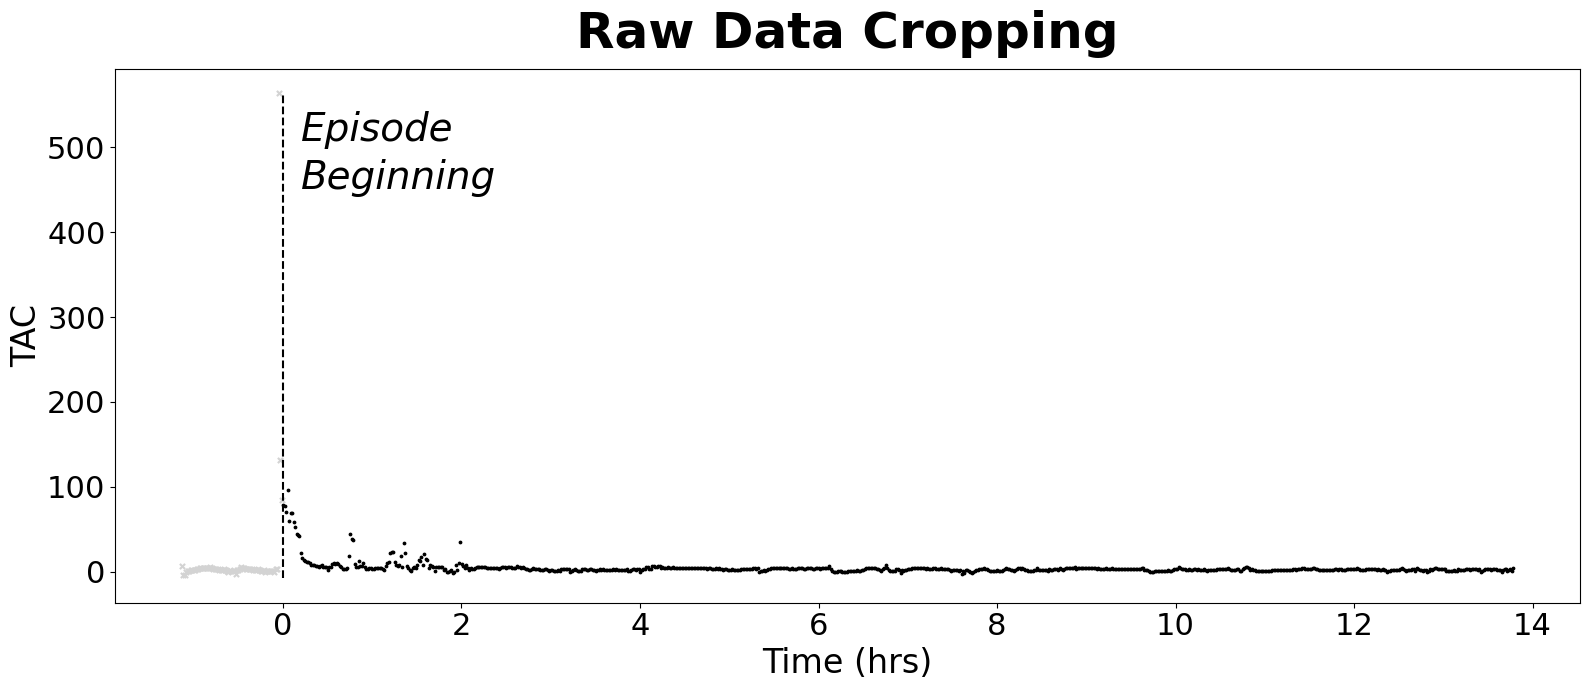 Raw Data Cropping
Episode
Beginning
500
400
300
200
100
0
TAC
0 2 4 6 8 10 12 14
Time (hrs)